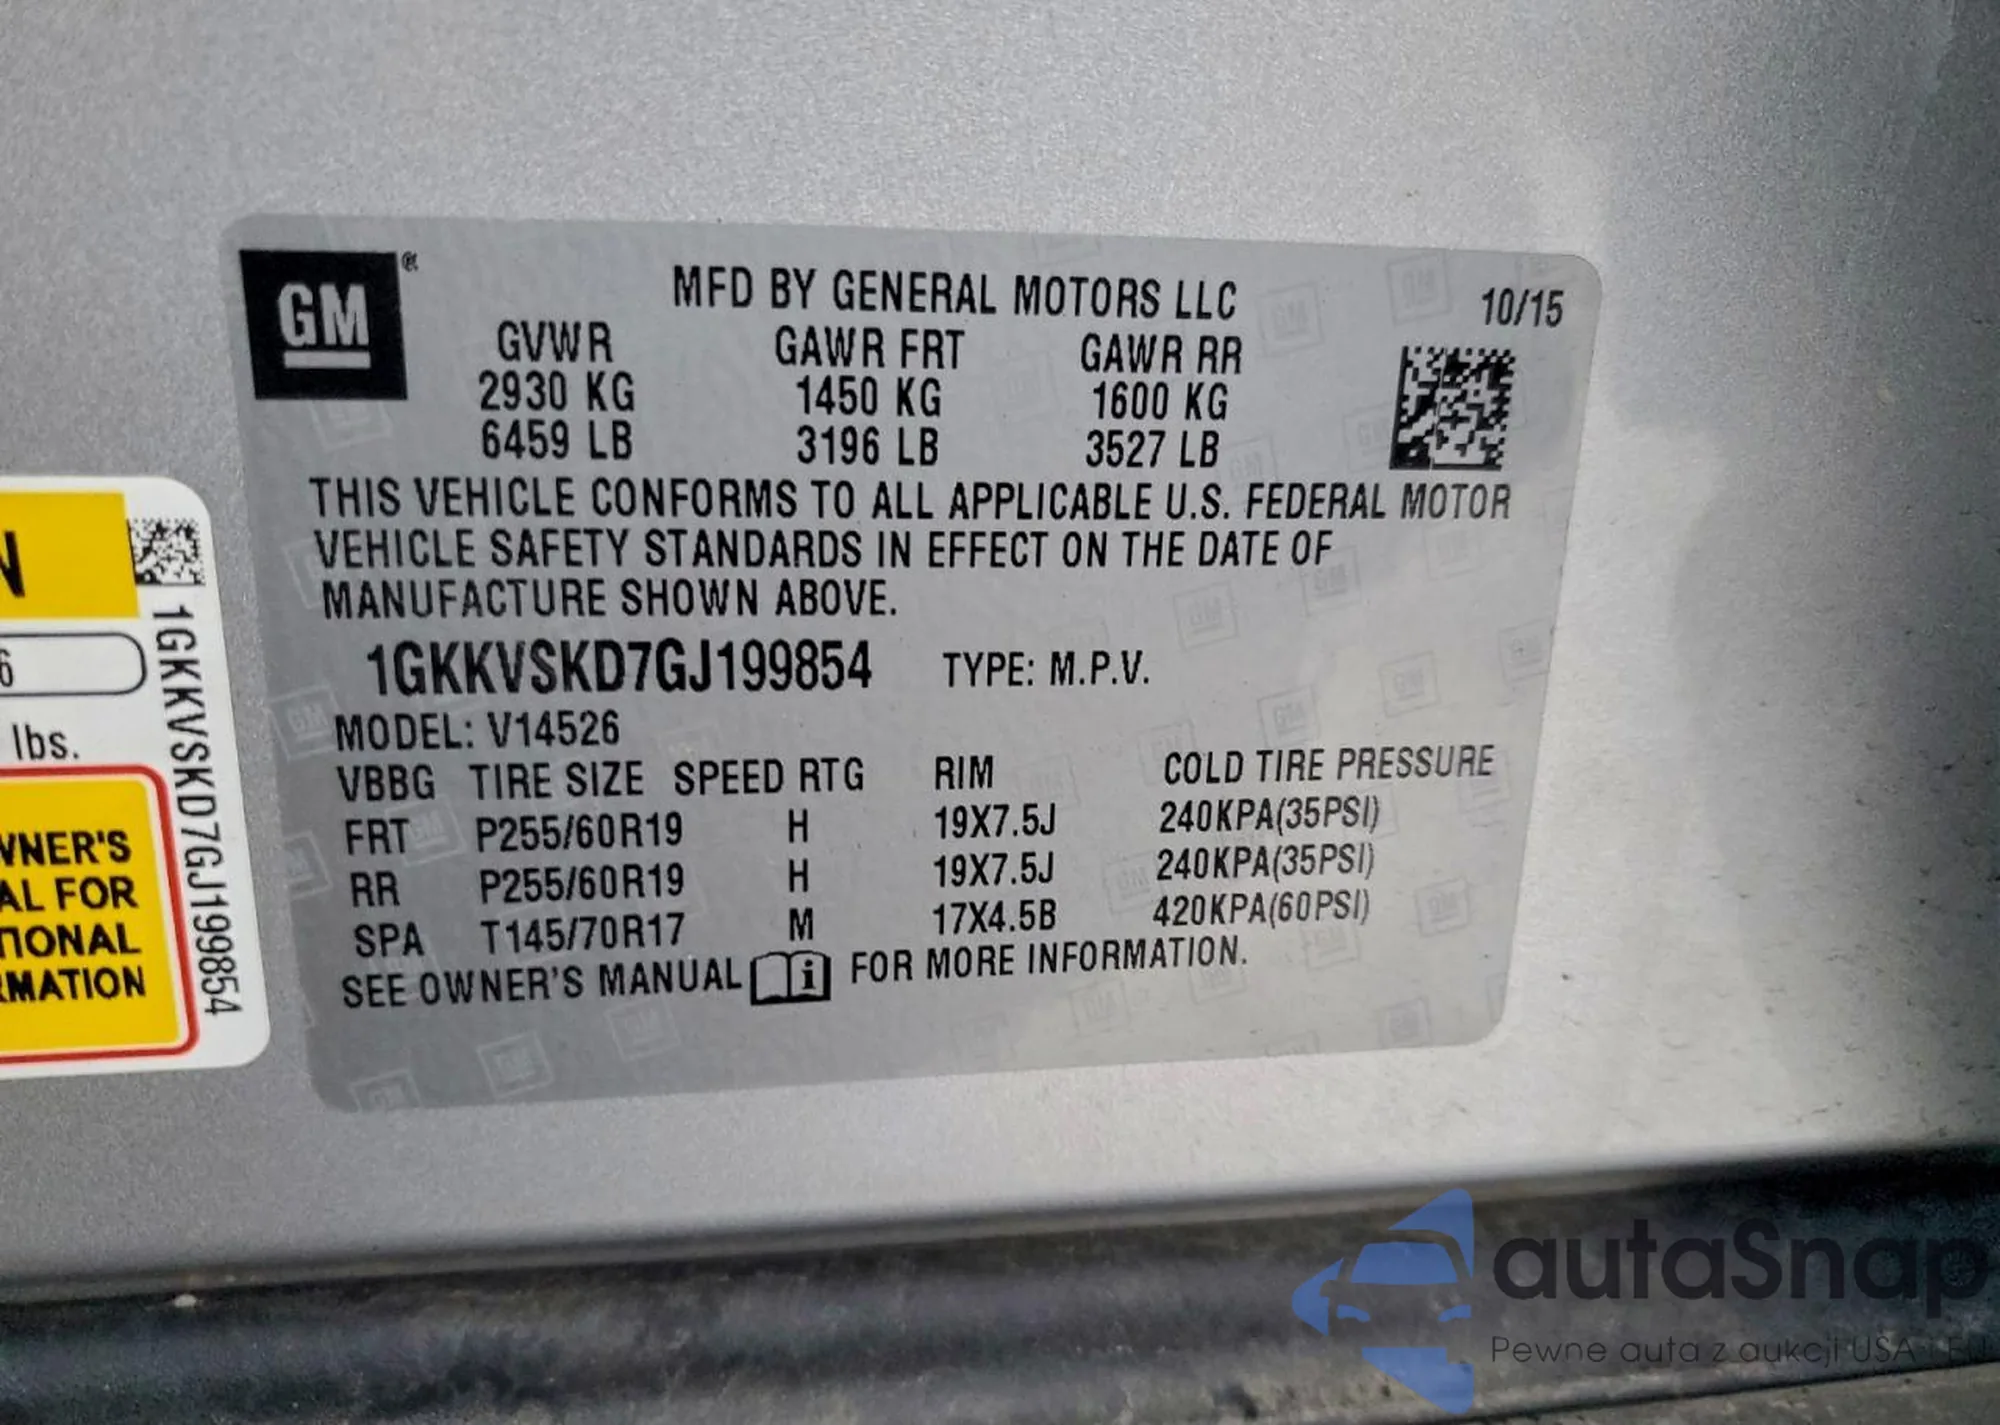 GM®
MFD BY GENERAL MOTORS LLC 10/15
GVWR GAWR FRT GAWR RR
2930 KG 1450 KG 1600 KG
6459 LB 3196 LB 3527 LB
THIS VEHICLE CONFORMS TO ALL APPLICABLE U.S. FEDERAL MOTOR
VEHICLE SAFETY STANDARDS IN EFFECT ON THE DATE OF
MANUFACTURE SHOWN ABOVE.
1GKKVSKD7GJ199854 TYPE: M.P.V.
MODEL: V14526
VBBG TIRE SIZE SPEED RTG RIM COLD TIRE PRESSURE
FRT P255/60R19 H 19X7.5J 240KPA(35PSI)
RR P255/60R19 H 19X7.5J 240KPA(35PSI)
SPA T145/70R17 M 17X4.5B 420KPA(60PSI)
SEE OWNER'S MANUAL i FOR MORE INFORMATION.
N
6
lbs.
WNER'S
AL FOR
TIONAL
RMATION
1GKKVSKD7GJ199854
autaSnap
Pewne auta z aukcji USA i EU